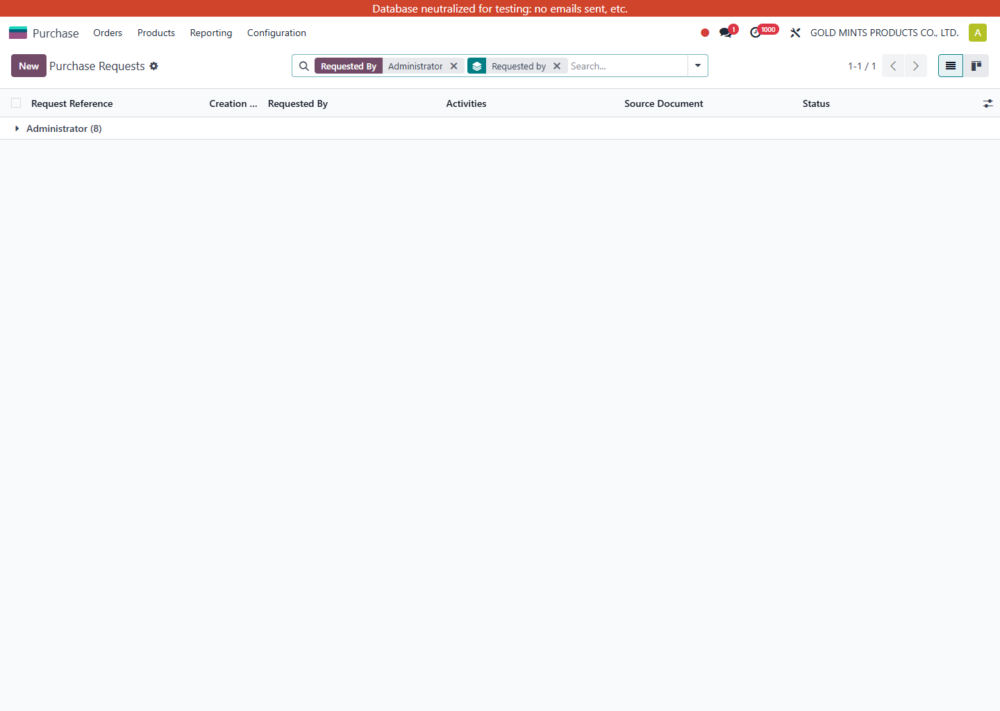 Database neutralized for testing: no emails sent, etc.
Purchase Orders Products Reporting Configuration 1 1000 GOLD MINTS PRODUCTS CO., LTD. A
New Purchase Requests Requested By Administrator Requested by Search... 1-1 / 1
Request Reference Creation ... Requested By Activities Source Document Status
Administrator (8)